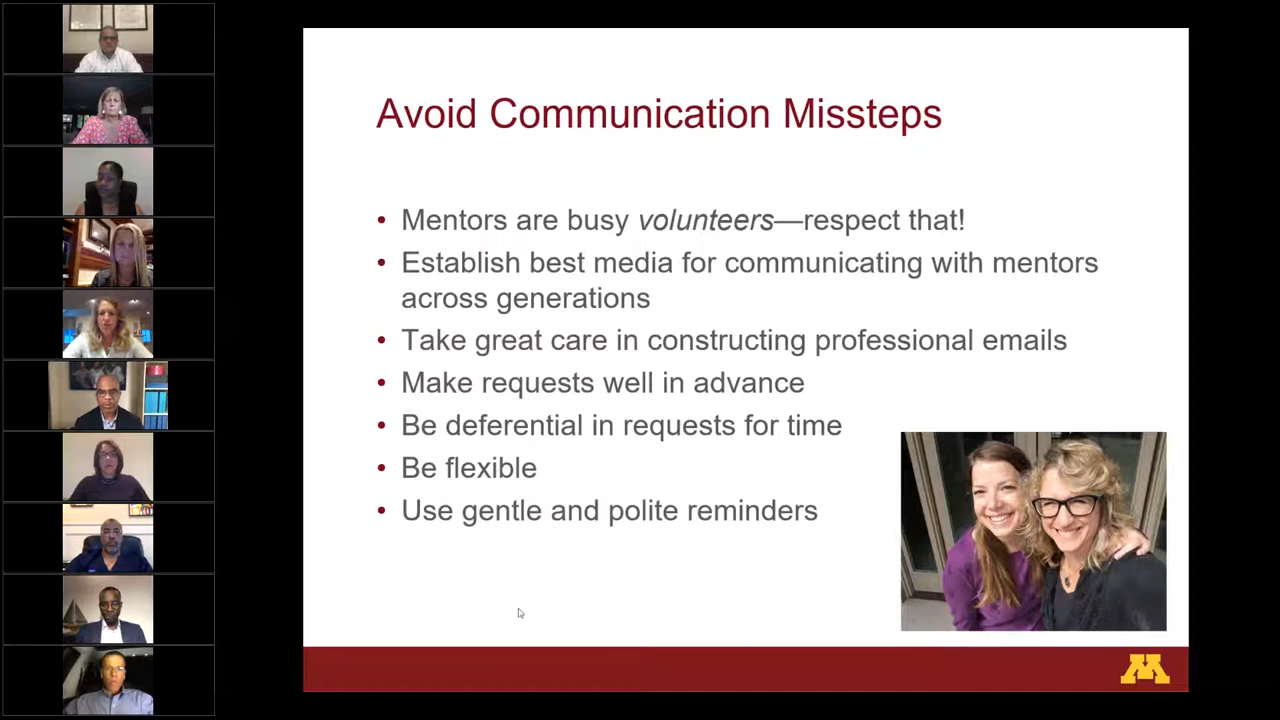 Avoid Communication Missteps
• Mentors are busy volunteers—respect that!
• Establish best media for communicating with mentors
across generations
• Take great care in constructing professional emails
• Make requests well in advance
• Be deferential in requests for time
• Be flexible
• Use gentle and polite reminders
M